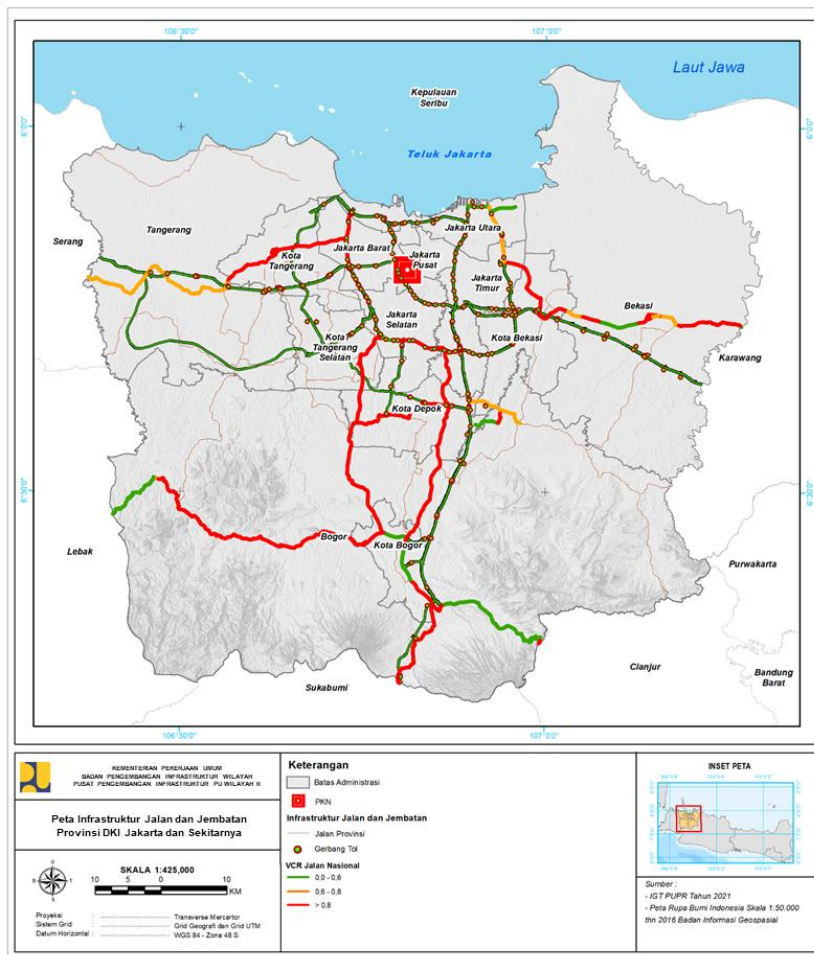 106°30'0"
107°0'0"
Laut Jawa
Kepulauan
Seribu
6°0'0"
6°0'0"
Teluk Jakarta
Tangerang
Serang
Jakarta Utara
Jakarta Barat
Jakarta
Pusat
Kota
Tangerang
Jakarta
Timur
Bekasi
Jakarta
Selatan
Kota
Tangerang
Selatan
Kota Bekasi
Karawang
Kota Depok
6°30'0"
6°30'0"
Lebak
Bogor
Kota Bogor
Purwakarta
Cianjur
Bandung
Barat
Sukabumi
106°30'0"
107°0'0"
KEMENTERIAN PEKERJAAN UMUM
BADAN PENGEMBANGAN INFRASTRUKTUR WILAYAH
PUSAT PENGEMBANGAN INFRASTRUKTUR PU WILAYAH II
Peta Infrastruktur Jalan dan Jembatan
Provinsi DKI Jakarta dan Sekitarnya
SKALA 1:425,000
10 5 0 10
KM
Proyeksi : Transverse Mercartor
Sistem Grid : Grid Geografi dan Grid UTM
Datum Horizontal : WGS 84 - Zona 48 S
Keterangan
Batas Administrasi
PKN
Infrastruktur Jalan dan Jembatan
Jalan Provinsi
Gerbang Tol
VCR Jalan Nasional
0,0 - 0,6
0,6 - 0,8
> 0,8
INSET PETA
Sumber :
- IGT PUPR Tahun 2021
- Peta Rupa Bumi Indonesia Skala 1:50.000
thn 2016 Badan Informasi Geospasial